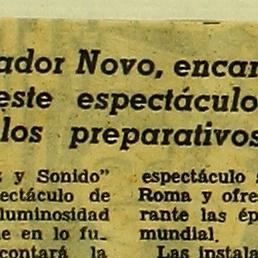 ador Novo, encar
este espectáculo
los preparativos
z y Sonido"
ectáculo de
luminosidad
e en lo fu-
contará la
espectáculo s
Roma y ofre
rante las ép
mundial.
Las instala